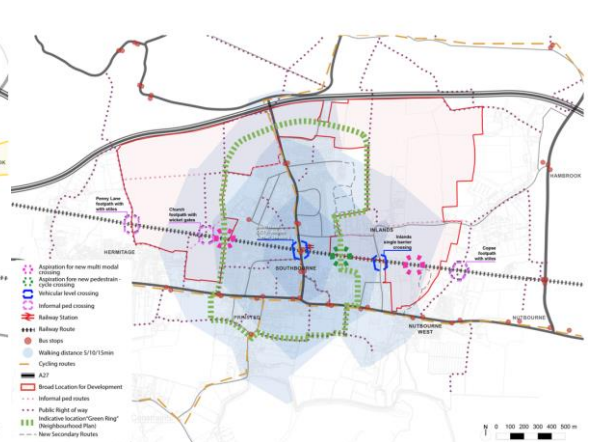 HAMBROOK
Penny Lane
footpath with
with stiles
Church
footpath with
wicket gates
INLANDS
Inlands
single barrier
crossing
Copse
footpath
with stiles
HERMITAGE
SOUTHBOURNE
PRINSTED
NUTBOURNE
WEST
NUTBOURNE
Aspiration for new multi modal
crossing
Aspiration fore new pedestrain -
cycle crossing
Vehicular level crossing
Informal ped crossing
Railway Station
Railway Route
Bus stops
Walking distance 5/10/15min
Cycling routes
A27
Broad Location for Development
Informal ped routes
Public Right of way
Indicative location"Green Ring"
(Neighbourhood Plan)
New Secondary Routes
N 0 100 200 300 400 500 m